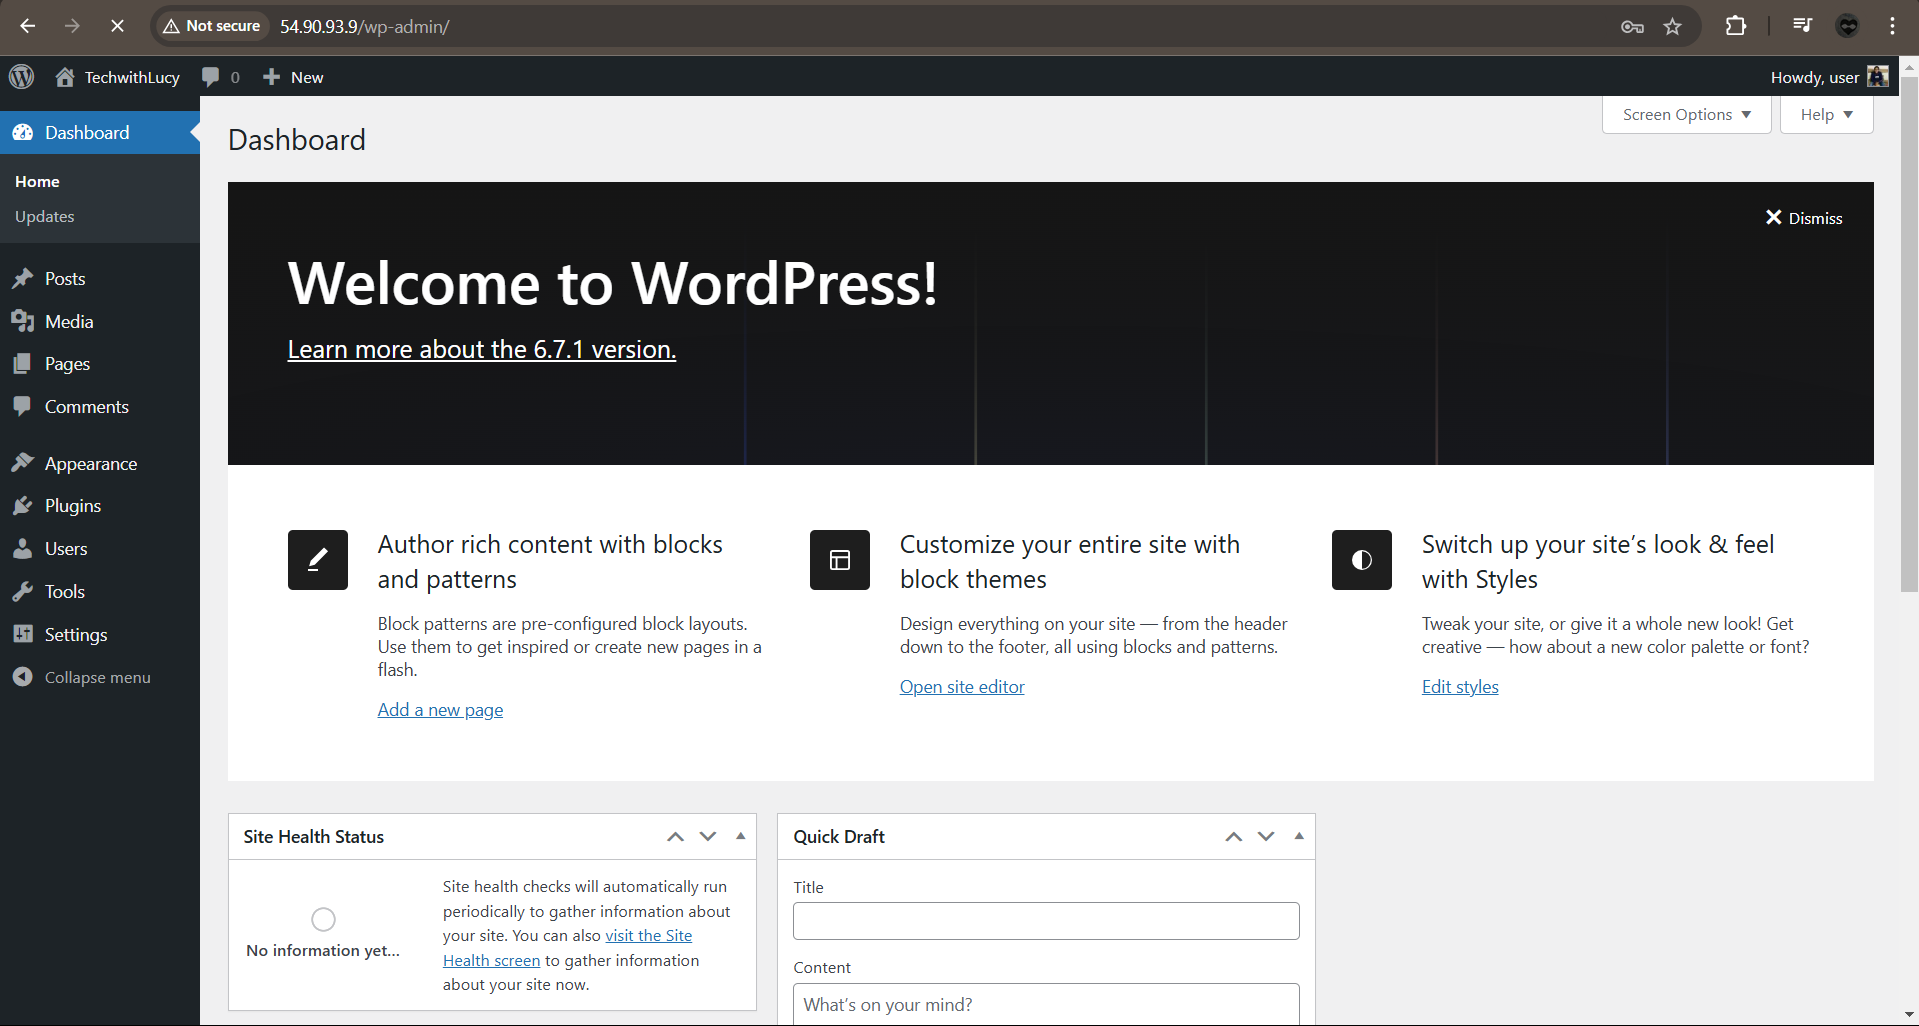 Not secure 54.90.93.9/wp-admin/
TechwithLucy 0 New Howdy, user
Screen Options Help
Dashboard
Home
Updates
Posts
Media
Pages
Comments
Appearance
Plugins
Users
Tools
Settings
Collapse menu
Dashboard
Dismiss
Welcome to WordPress!
Learn more about the 6.7.1 version.
Author rich content with blocks
and patterns
Block patterns are pre-configured block layouts.
Use them to get inspired or create new pages in a
flash.
Add a new page
Customize your entire site with
block themes
Design everything on your site — from the header
down to the footer, all using blocks and patterns.
Open site editor
Switch up your site’s look & feel
with Styles
Tweak your site, or give it a whole new look! Get
creative — how about a new color palette or font?
Edit styles
Site Health Status
No information yet...
Site health checks will automatically run
periodically to gather information about
your site. You can also visit the Site
Health screen to gather information
about your site now.
Quick Draft
Title
Content
What’s on your mind?